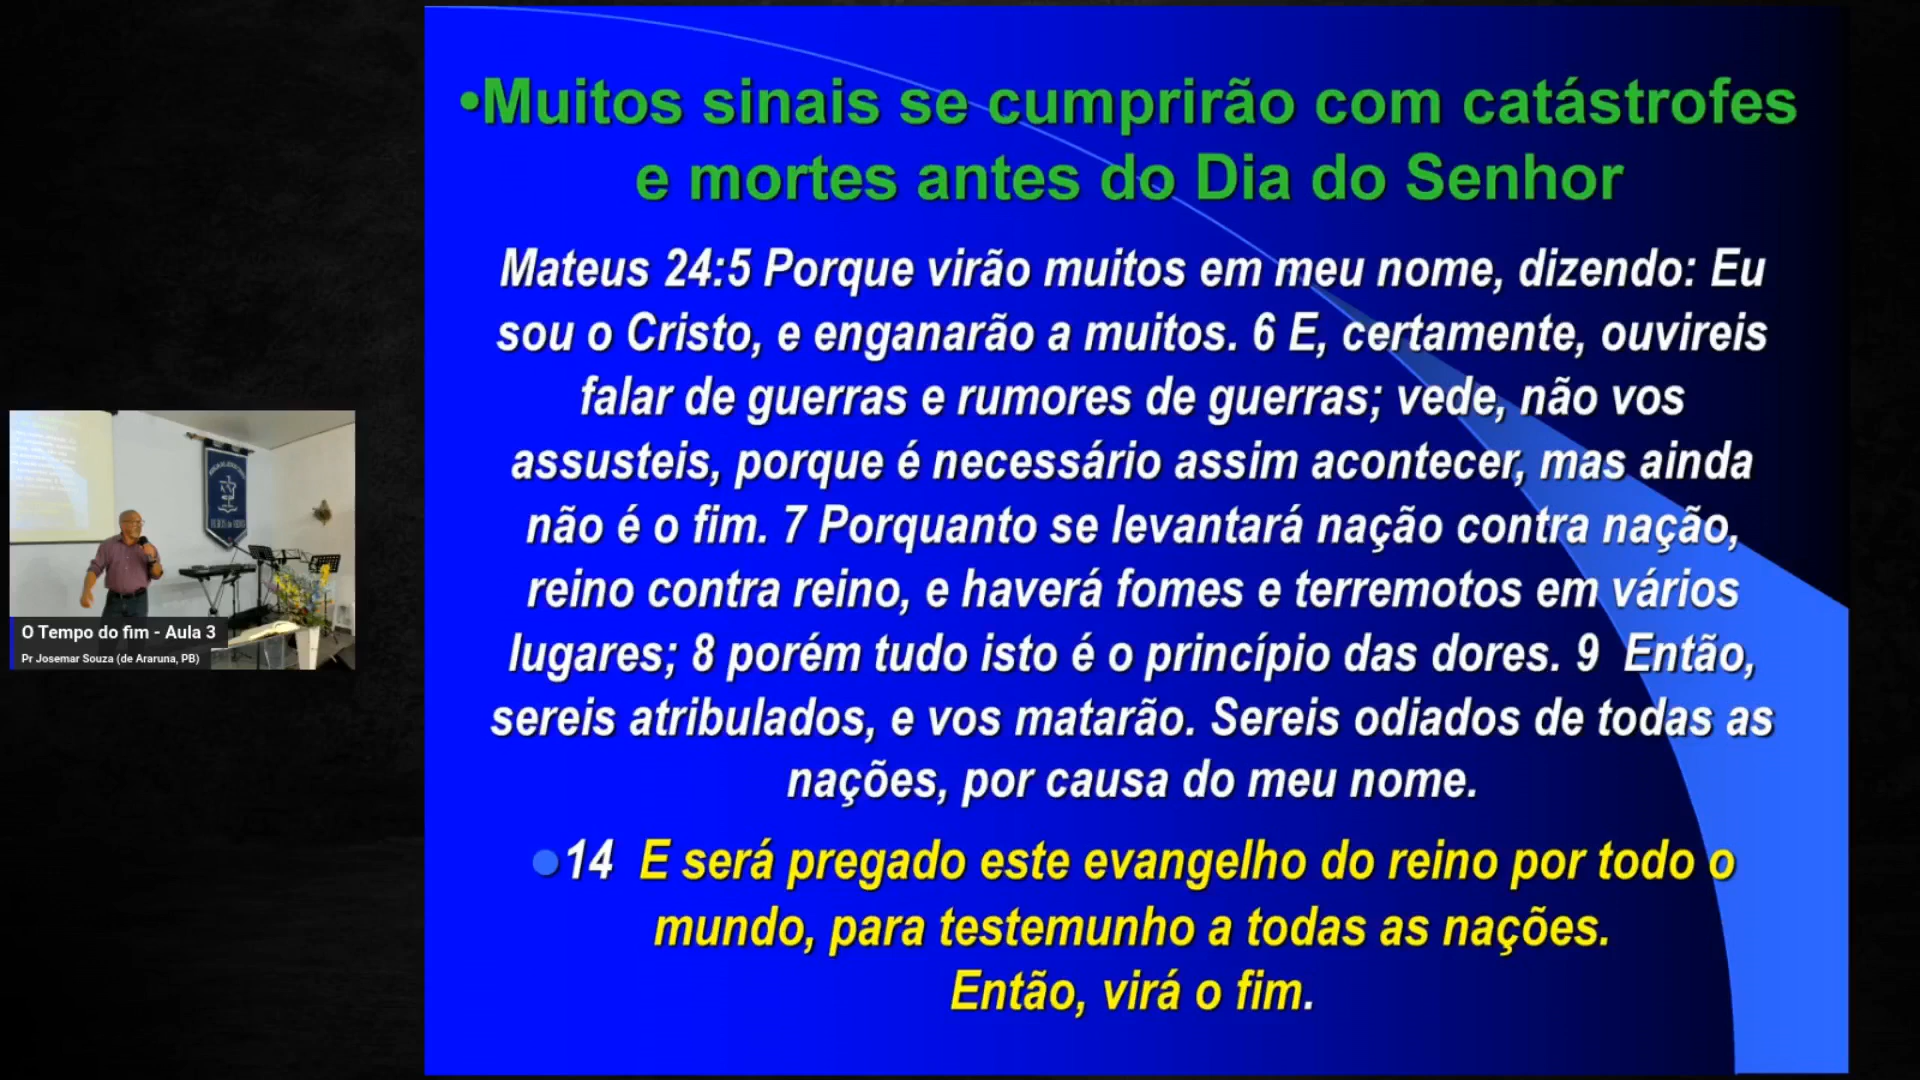 •Muitos sinais se cumprirão com catástrofes
e mortes antes do Dia do Senhor
Mateus 24:5 Porque virão muitos em meu nome, dizendo: Eu
sou o Cristo, e enganarão a muitos. 6 E, certamente, ouvireis
falar de guerras e rumores de guerras; vede, não vos
assusteis, porque é necessário assim acontecer, mas ainda
não é o fim. 7 Porquanto se levantará nação contra nação,
reino contra reino, e haverá fomes e terremotos em vários
lugares; 8 porém tudo isto é o princípio das dores. 9 Então,
sereis atribulados, e vos matarão. Sereis odiados de todas as
nações, por causa do meu nome.
●14 E será pregado este evangelho do reino por todo o
mundo, para testemunho a todas as nações.
Então, virá o fim.
O Tempo do fim - Aula 3
Pr Josemar Souza (de Araruna, PB)